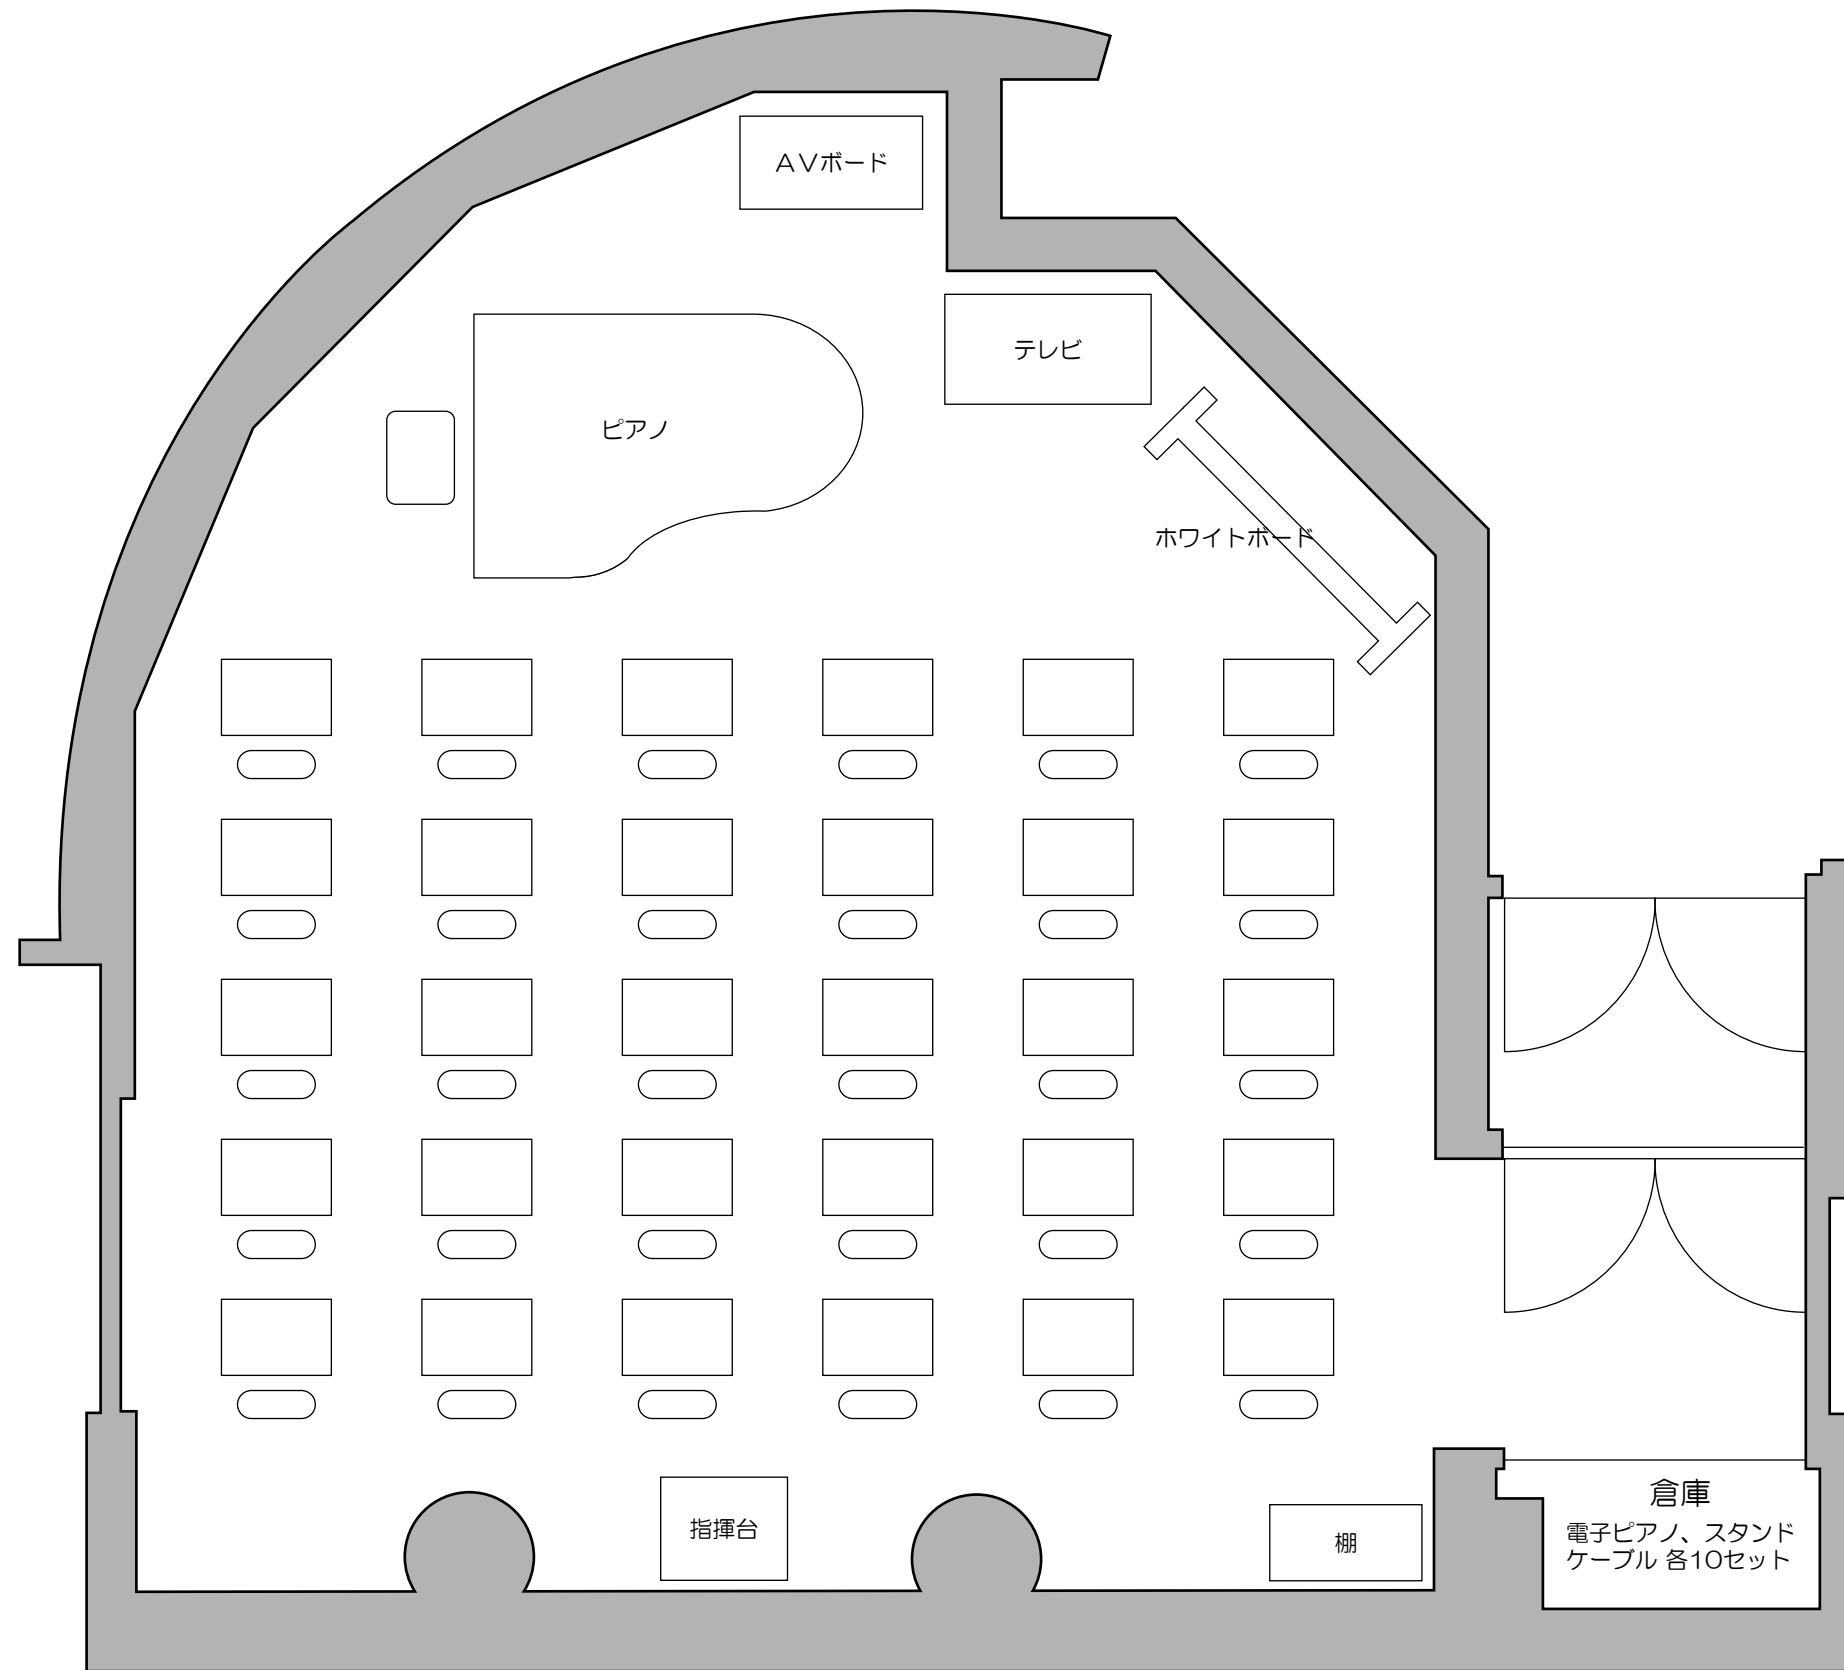 AVボード
テレビ
ピアノ
ホワイトボード
指揮台
棚
倉庫
電子ピアノ、スタンド
ケーブル 各10セット